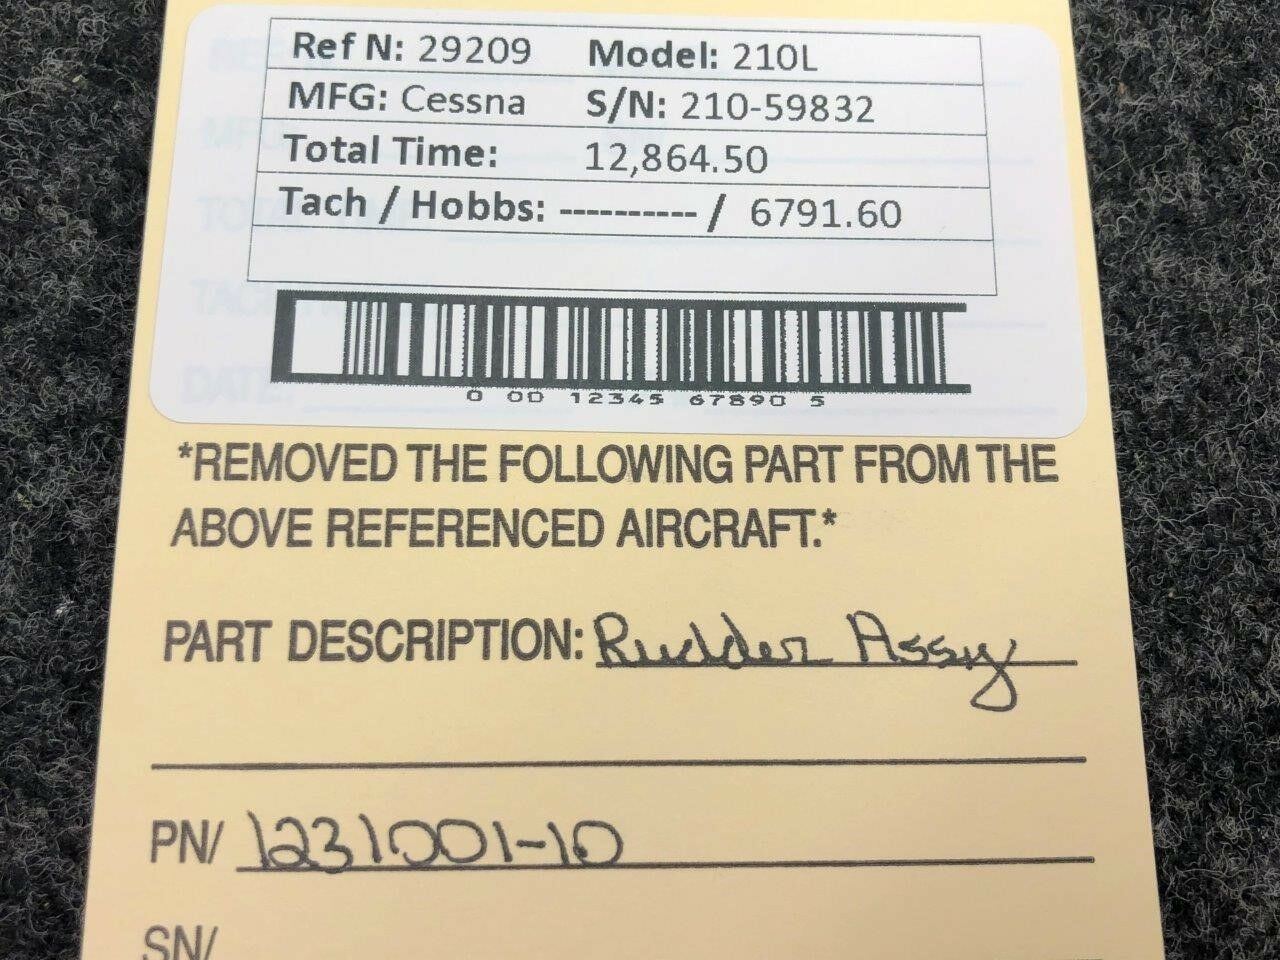 Ref N: 29209 Model: 210L
MFG: Cessna S/N: 210-59832
Total Time: 12,864.50
Tach / Hobbs: ---------- / 6791.60
0 00 12345 67890 5
*REMOVED THE FOLLOWING PART FROM THE
ABOVE REFERENCED AIRCRAFT.*
PART DESCRIPTION: Rudder Assy
PN/ 1231001-10
SN/